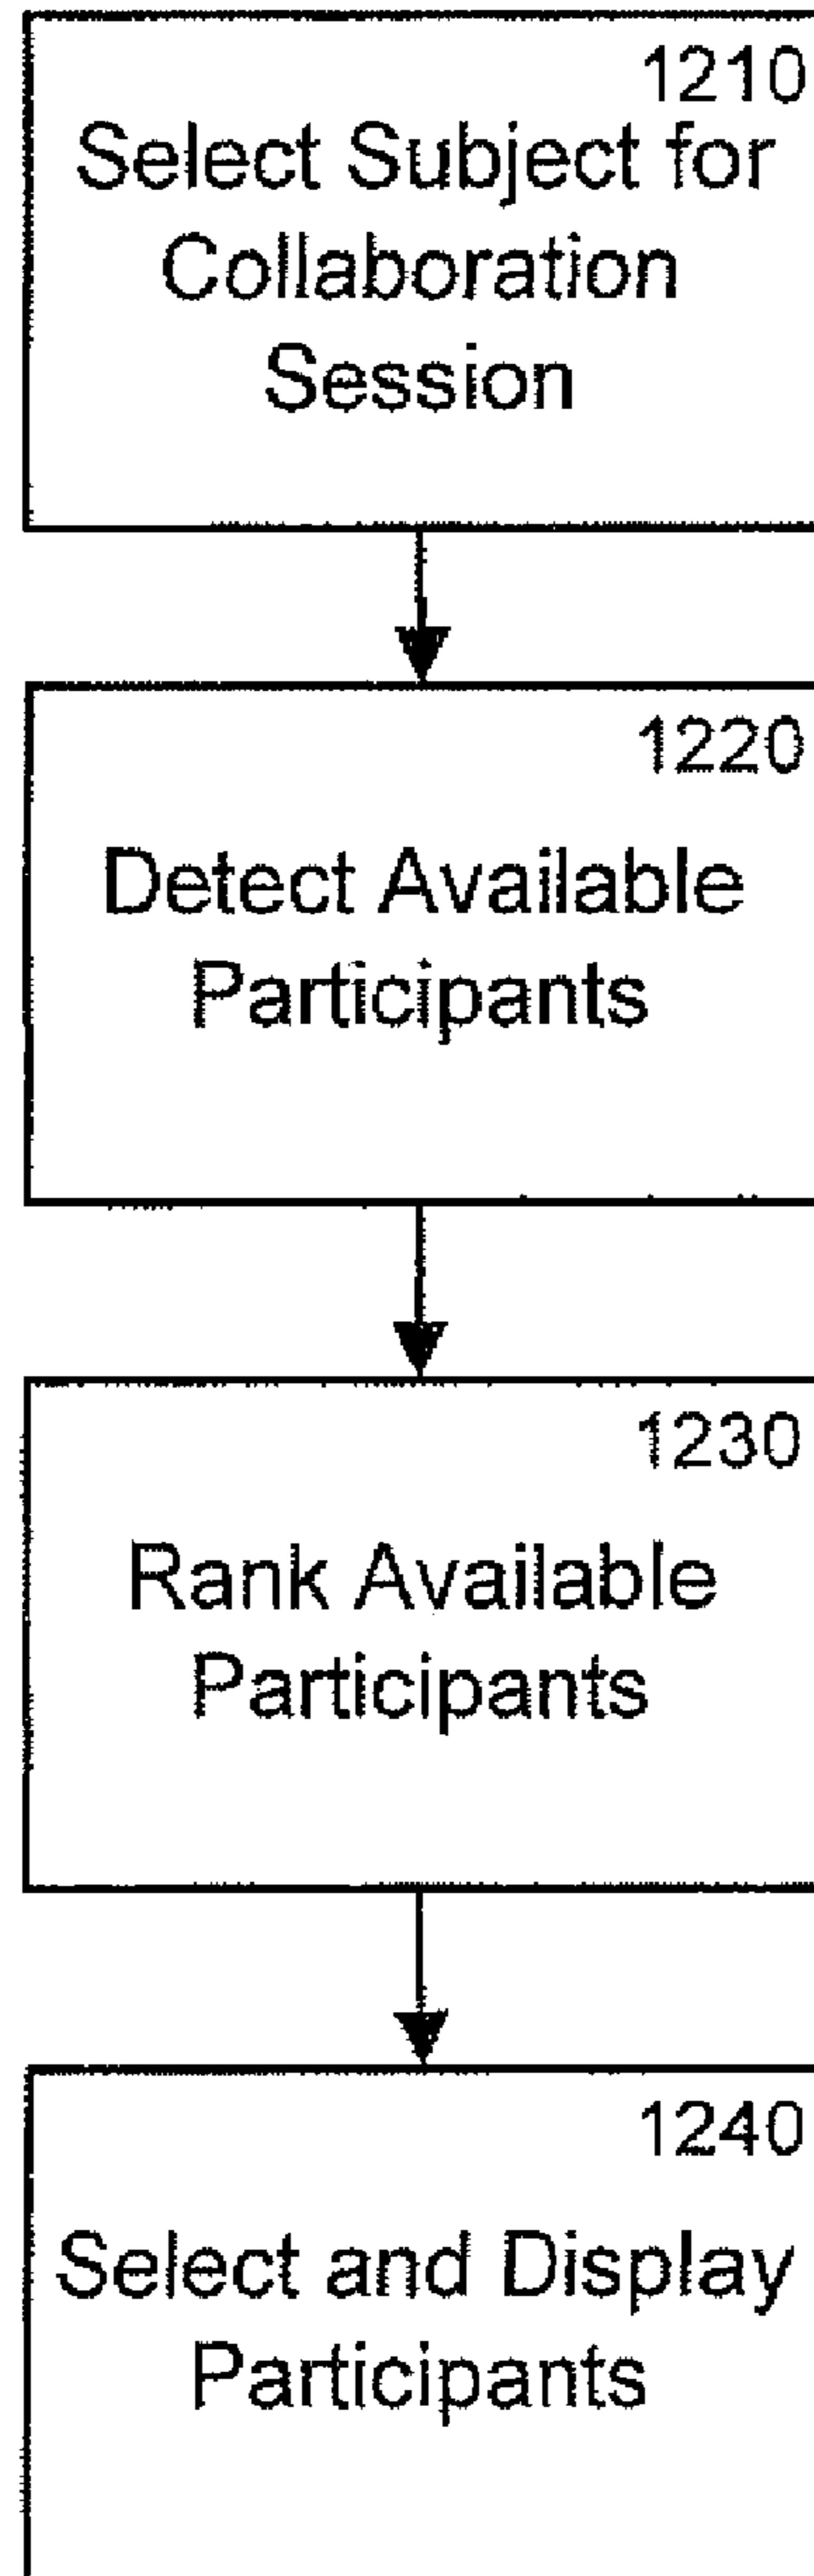 1210
Select Subject for
Collaboration
Session
1220
Detect Available
Participants
1230
Rank Available
Participants
1240
Select and Display
Participants